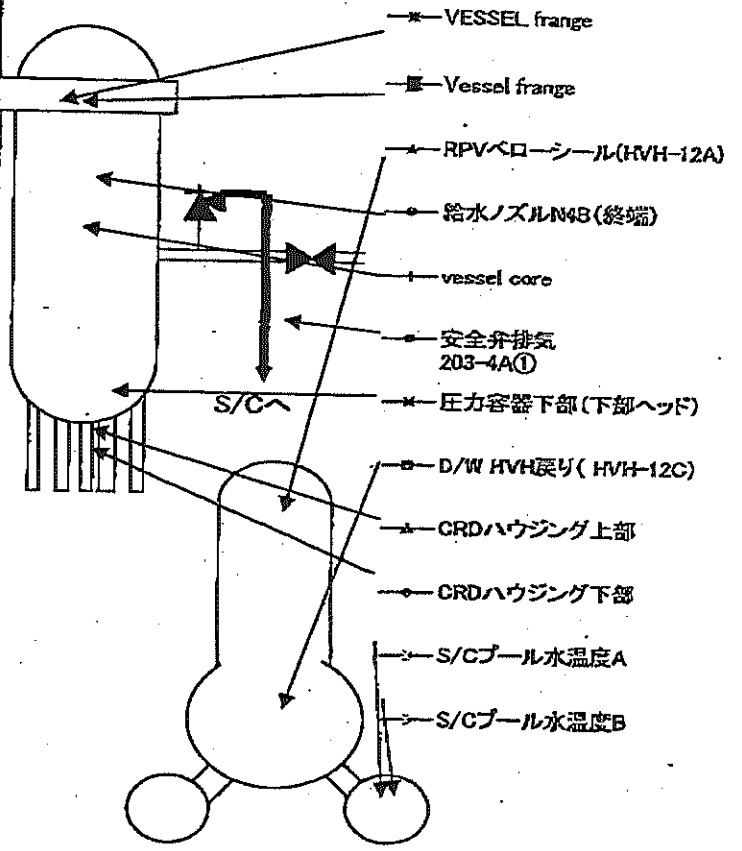 VESSEL frange
Vessel frange
RPVベローシール(HVH-12A)
給水ノズルN4B(終端)
vessel core
安全弁排気
203-4A①
S/Cへ
圧力容器下部(下部ヘッド)
D/W HVH戻り( HVH-12C)
CRDハウジング上部
CRDハウジング下部
S/Cプール水温度A
S/Cプール水温度B